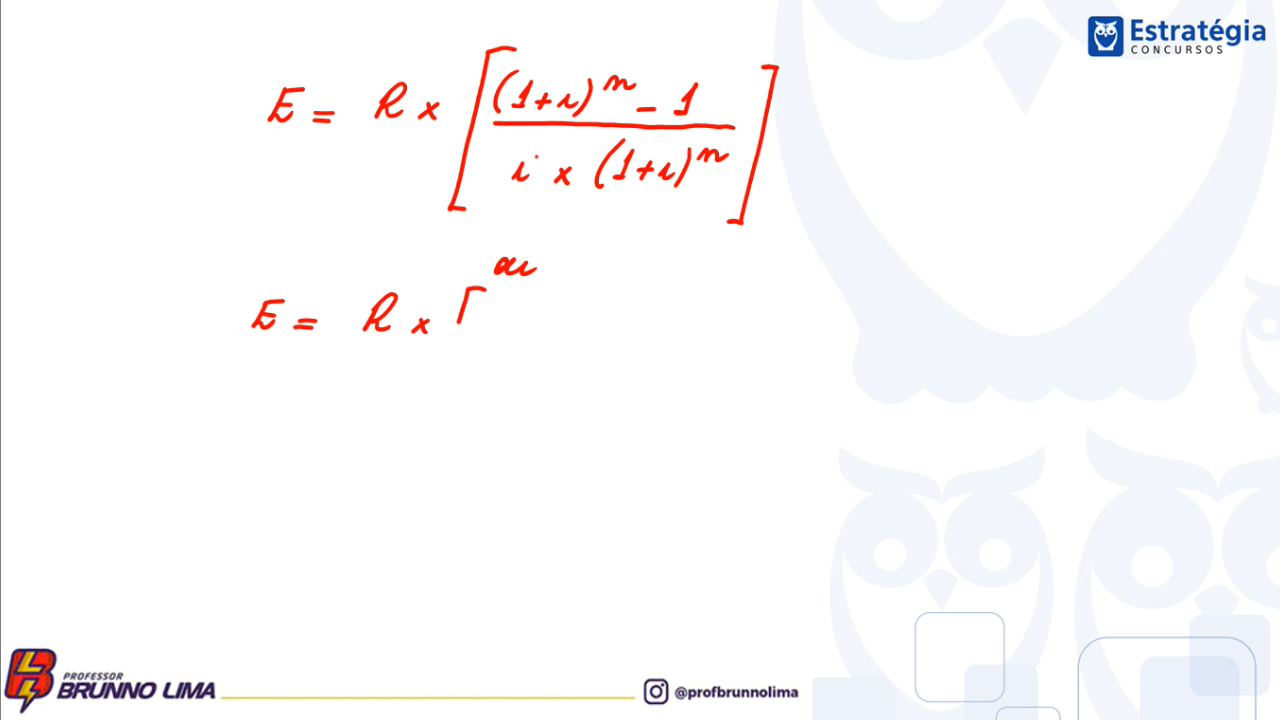 Estratégia
CONCURSOS
E = R × [ (1+i)^n - 1
i × (1+i)^n ]
E = R × [
PROFESSOR
BRUNNO LIMA
@profbrunnolima